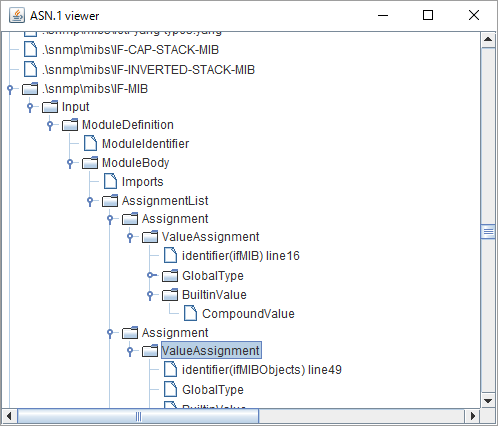 ASN.1 viewer
.\snmp\mibs\IF-CAP-STACK-MIB
.\snmp\mibs\IF-INVERTED-STACK-MIB
.\snmp\mibs\IF-MIB
Input
ModuleDefinition
ModuleIdentifier
ModuleBody
Imports
AssignmentList
Assignment
ValueAssignment
identifier(ifMIB) line16
GlobalType
BuiltinValue
CompoundValue
Assignment
ValueAssignment
identifier(ifMIBObjects) line49
GlobalType
BuiltinValue